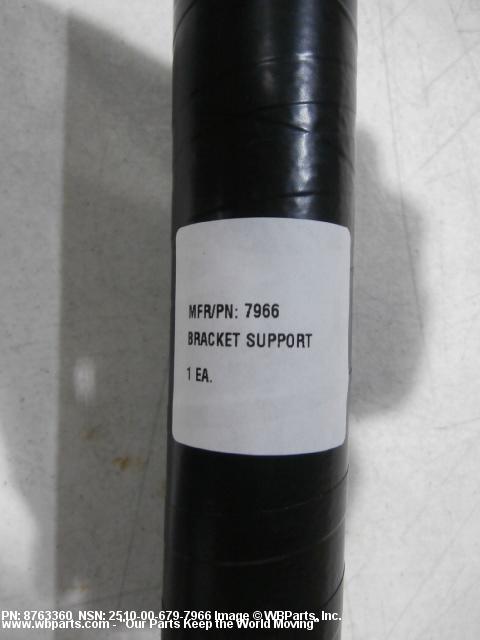 MFR/PN: 7966
BRACKET SUPPORT
1 EA.
PN: 8763360, NSN: 2510-00-679-7966 Image © WBParts, Inc.
www.wbparts.com - "Our Parts Keep the World Moving"